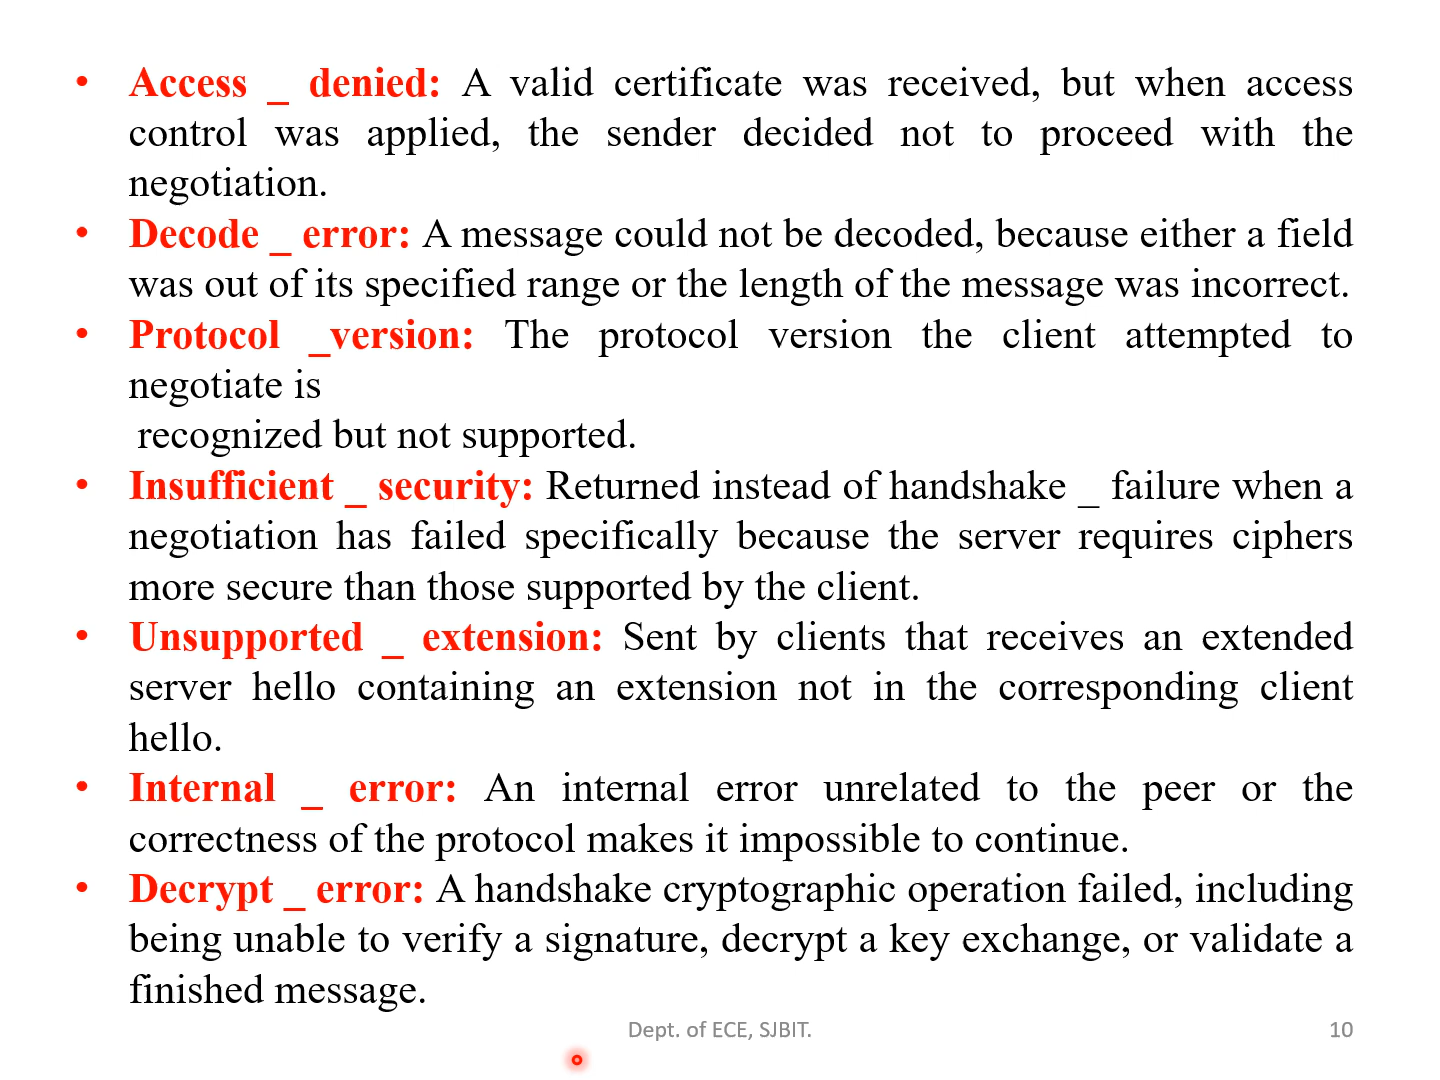 • Access _ denied: A valid certificate was received, but when access
control was applied, the sender decided not to proceed with the
negotiation.
• Decode _ error: A message could not be decoded, because either a field
was out of its specified range or the length of the message was incorrect.
• Protocol _version: The protocol version the client attempted to
negotiate is
recognized but not supported.
• Insufficient _ security: Returned instead of handshake _ failure when a
negotiation has failed specifically because the server requires ciphers
more secure than those supported by the client.
• Unsupported _ extension: Sent by clients that receives an extended
server hello containing an extension not in the corresponding client
hello.
• Internal _ error: An internal error unrelated to the peer or the
correctness of the protocol makes it impossible to continue.
• Decrypt _ error: A handshake cryptographic operation failed, including
being unable to verify a signature, decrypt a key exchange, or validate a
finished message.
Dept. of ECE, SJBIT.
10